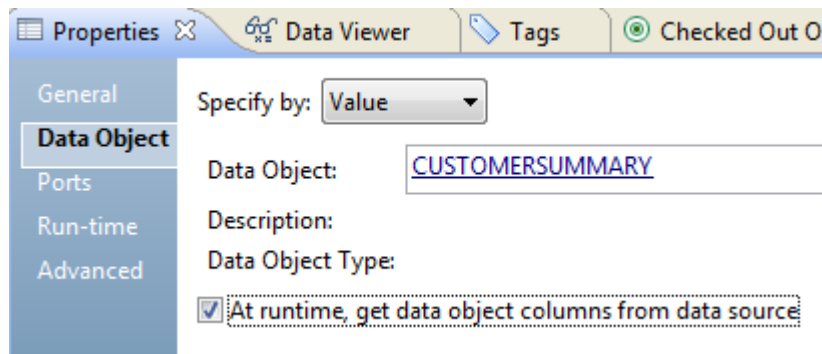 Properties Data Viewer Tags Checked Out O
General
Specify by: Value
Data Object
Data Object: CUSTOMERSUMMARY
Ports
Description:
Run-time
Data Object Type:
Advanced
At runtime, get data object columns from data source